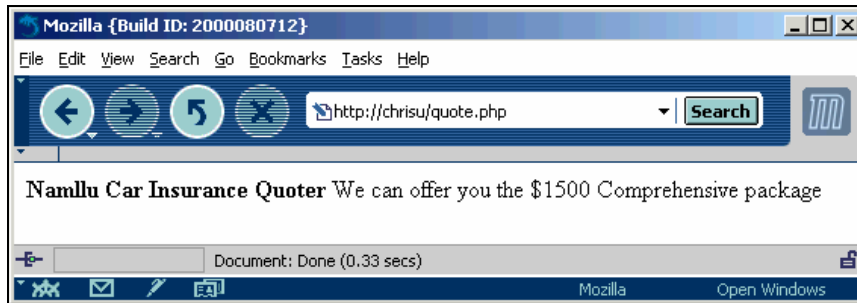 Mozilla {Build ID: 2000080712}
File Edit View Search Go Bookmarks Tasks Help
http://chrisu/quote.php Search
Namllu Car Insurance Quoter We can offer you the $1500 Comprehensive package
Document: Done (0.33 secs)
Mozilla Open Windows